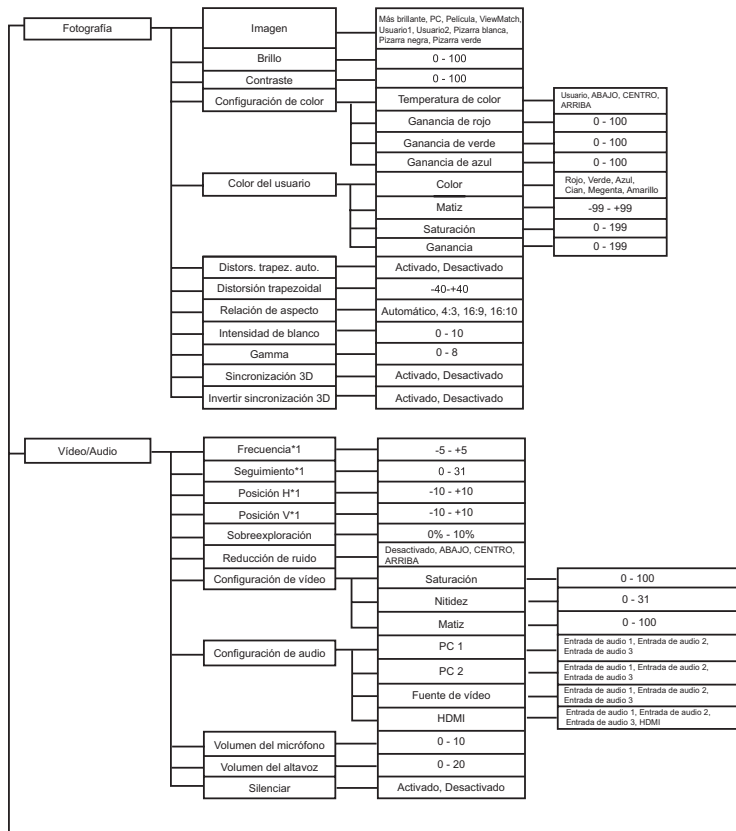 Fotografía
Imagen
Más brillante, PC, Película, ViewMatch,
Usuario1, Usuario2, Pizarra blanca,
Pizarra negra, Pizarra verde
Brillo
0 - 100
Contraste
0 - 100
Configuración de color
Temperatura de color
Usuario, ABAJO, CENTRO,
ARRIBA
Ganancia de rojo
0 - 100
Ganancia de verde
0 - 100
Ganancia de azul
0 - 100
Color del usuario
Color
Rojo, Verde, Azul,
Cian, Megenta, Amarillo
Matiz
-99 - +99
Saturación
0 - 199
Ganancia
0 - 199
Distors. trapez. auto.
Activado, Desactivado
Distorsión trapezoidal
-40-+40
Relación de aspecto
Automático, 4:3, 16:9, 16:10
Intensidad de blanco
0 - 10
Gamma
0 - 8
Sincronización 3D
Activado, Desactivado
Invertir sincronización 3D
Activado, Desactivado
Vídeo/Audio
Frecuencia*1
-5 - +5
Seguimiento*1
0 - 31
Posición H*1
-10 - +10
Posición V*1
-10 - +10
Sobreexploración
0% - 10%
Reducción de ruido
Desactivado, ABAJO, CENTRO,
ARRIBA
Configuración de vídeo
Saturación
0 - 100
Nitidez
0 - 31
Matiz
0 - 100
Configuración de audio
PC 1
Entrada de audio 1, Entrada de audio 2,
Entrada de audio 3
PC 2
Entrada de audio 1, Entrada de audio 2,
Entrada de audio 3
Fuente de vídeo
Entrada de audio 1, Entrada de audio 2,
Entrada de audio 3
HDMI
Entrada de audio 1, Entrada de audio 2,
Entrada de audio 3, HDMI
Volumen del micrófono
0 - 10
Volumen del altavoz
0 - 20
Silenciar
Activado, Desactivado